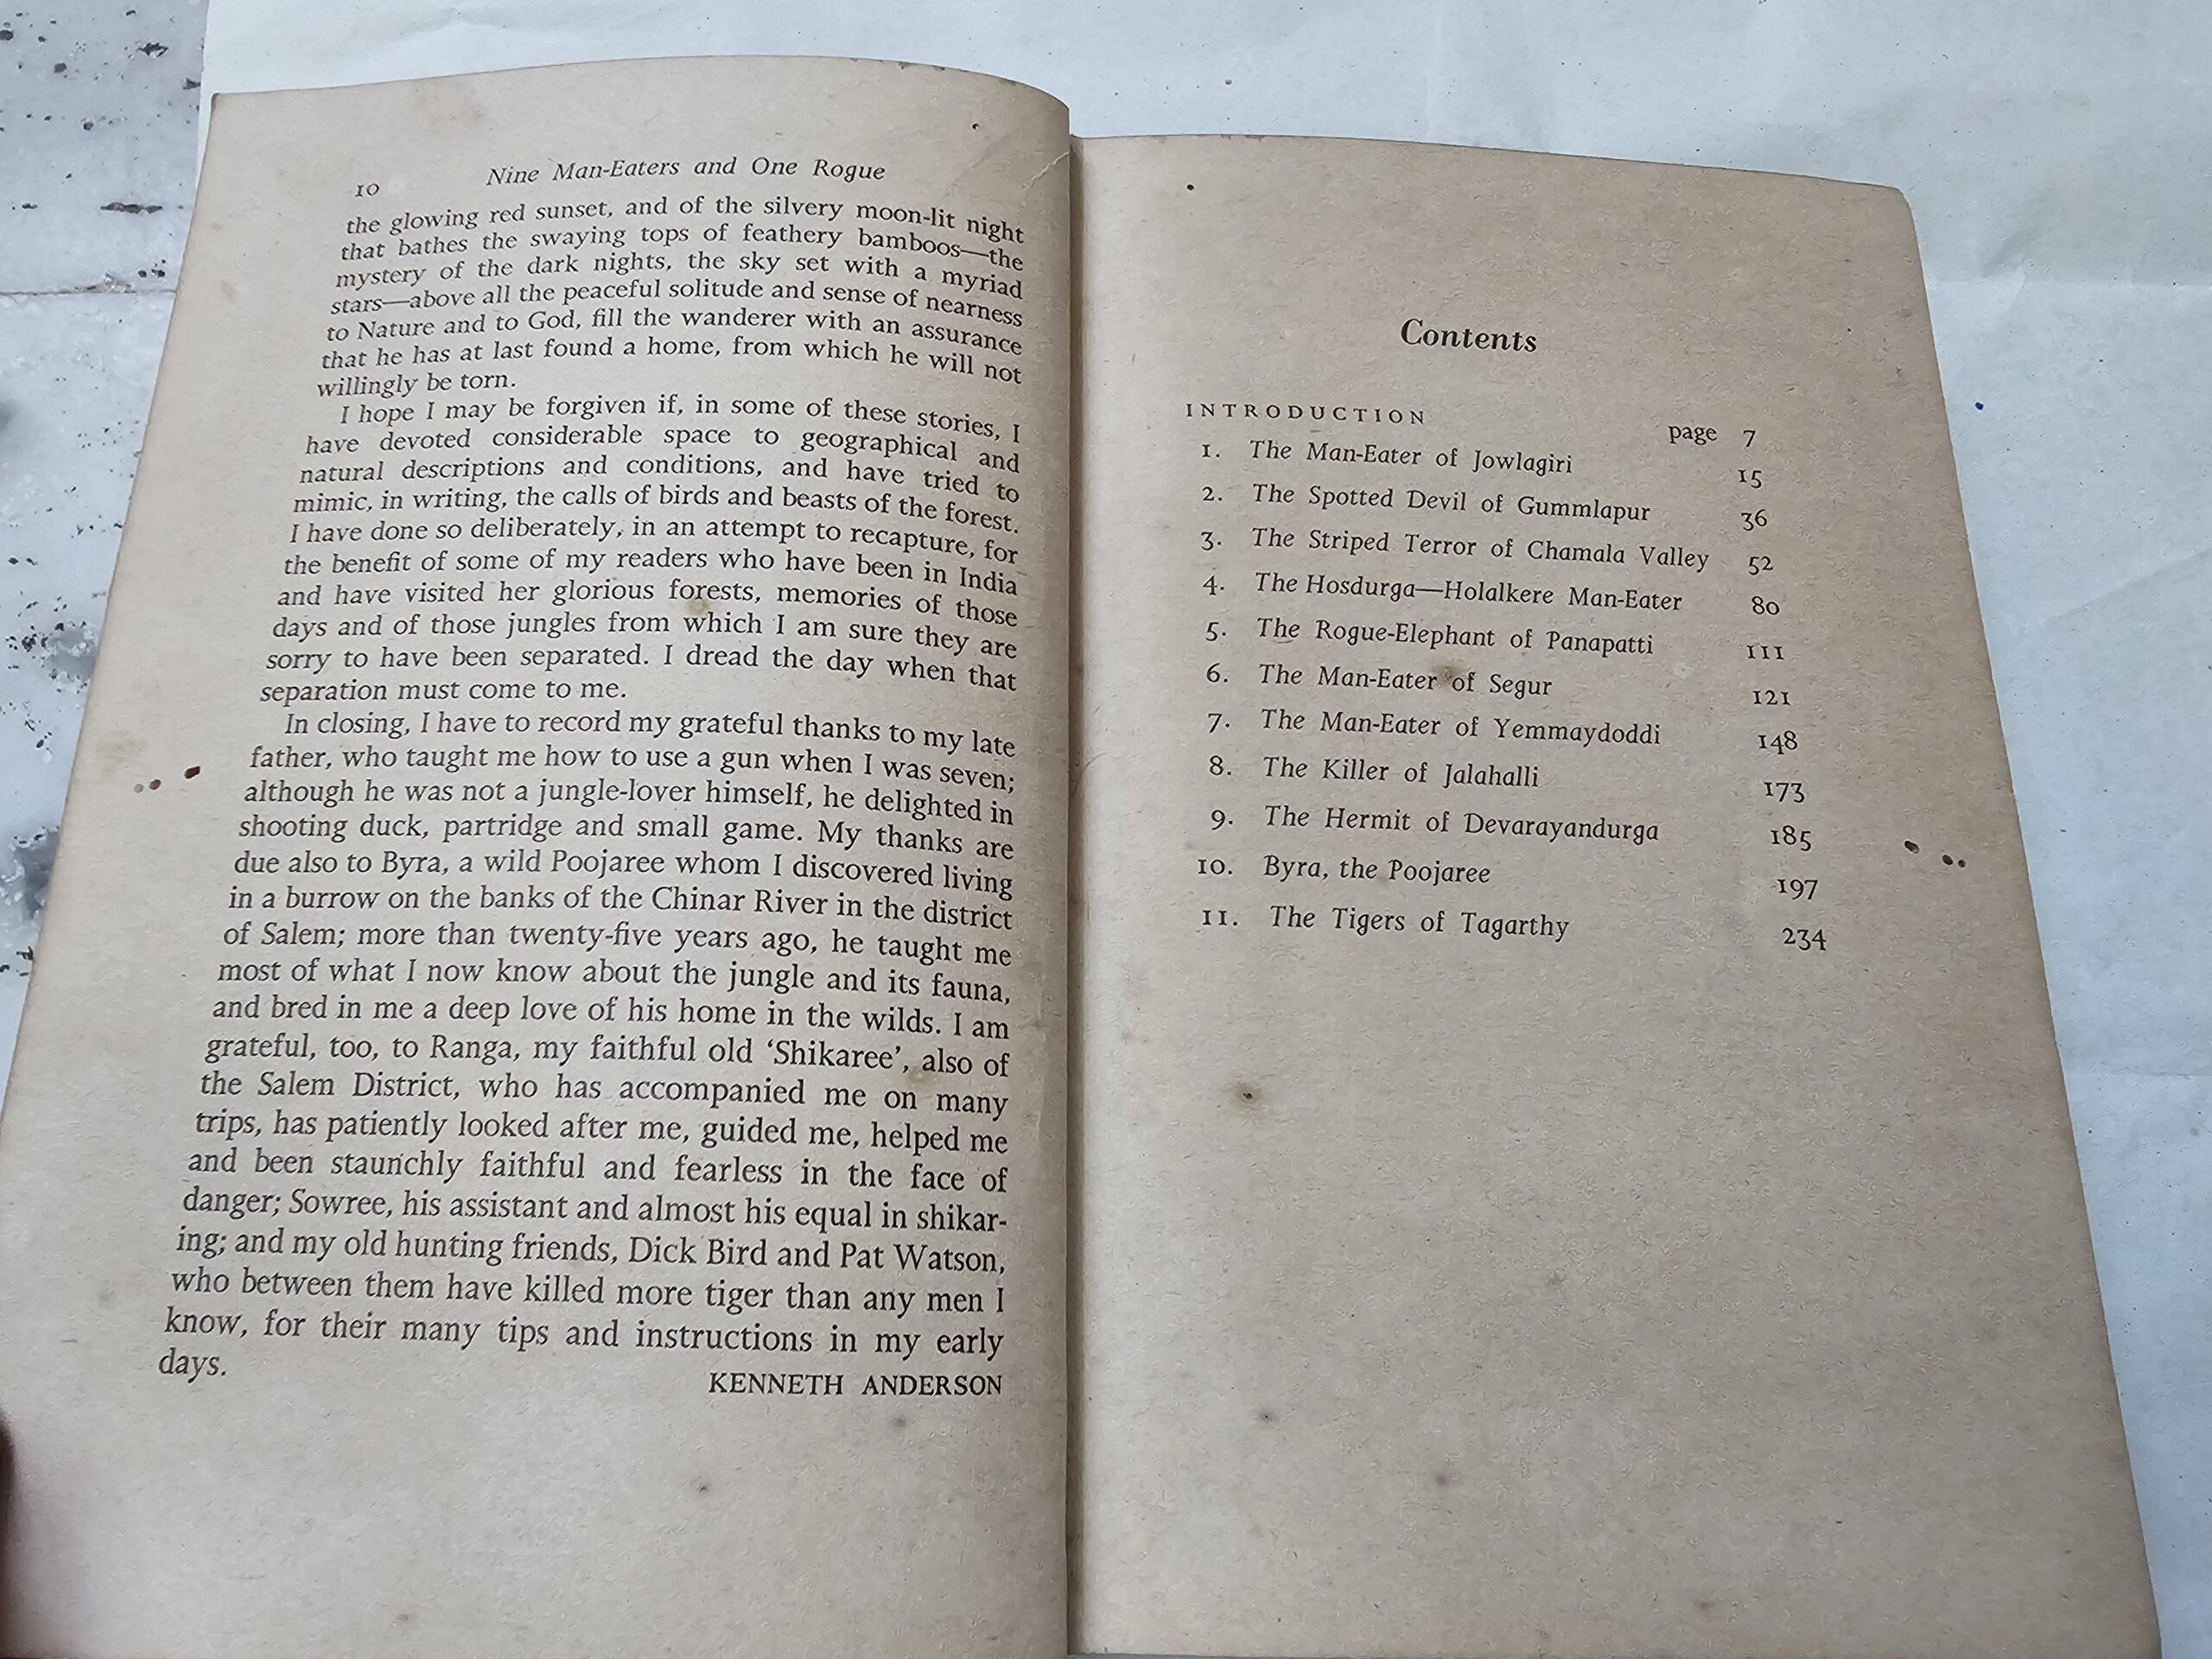 10
Nine Man-Eaters and One Rogue
the glowing red sunset, and of the silvery moon-lit night
that bathes the swaying tops of feathery bamboos—the
mystery of the dark nights, the sky set with a myriad
stars—above all the peaceful solitude and sense of nearness
to Nature and to God, fill the wanderer with an assurance
that he has at last found a home, from which he will not
willingly be torn.
I hope I may be forgiven if, in some of these stories, I
have devoted considerable space to geographical and
natural descriptions and conditions, and have tried to
mimic, in writing, the calls of birds and beasts of the forest.
I have done so deliberately, in an attempt to recapture, for
the benefit of some of my readers who have been in India
and have visited her glorious forests, memories of those
days and of those jungles from which I am sure they are
sorry to have been separated. I dread the day when that
separation must come to me.
In closing, I have to record my grateful thanks to my late
father, who taught me how to use a gun when I was seven;
although he was not a jungle-lover himself, he delighted in
shooting duck, partridge and small game. My thanks are
due also to Byra, a wild Poojaree whom I discovered living
in a burrow on the banks of the Chinar River in the district
of Salem; more than twenty-five years ago, he taught me
most of what I now know about the jungle and its fauna,
and bred in me a deep love of his home in the wilds. I am
grateful, too, to Ranga, my faithful old ‘Shikaree’, also of
the Salem District, who has accompanied me on many
trips, has patiently looked after me, guided me, helped me
and been staunchly faithful and fearless in the face of
danger; Sowree, his assistant and almost his equal in shikar-
ing; and my old hunting friends, Dick Bird and Pat Watson,
who between them have killed more tiger than any men I
know, for their many tips and instructions in my early
days.
KENNETH ANDERSON
Contents
INTRODUCTION page 7
1. The Man-Eater of Jowlagiri 15
2. The Spotted Devil of Gummlapur 36
3. The Striped Terror of Chamala Valley 52
4. The Hosdurga—Holalkere Man-Eater 80
5. The Rogue-Elephant of Panapatti 111
6. The Man-Eater of Segur 121
7. The Man-Eater of Yemmaydoddi 148
8. The Killer of Jalahalli 173
9. The Hermit of Devarayandurga 185
10. Byra, the Poojaree 197
11. The Tigers of Tagarthy 234